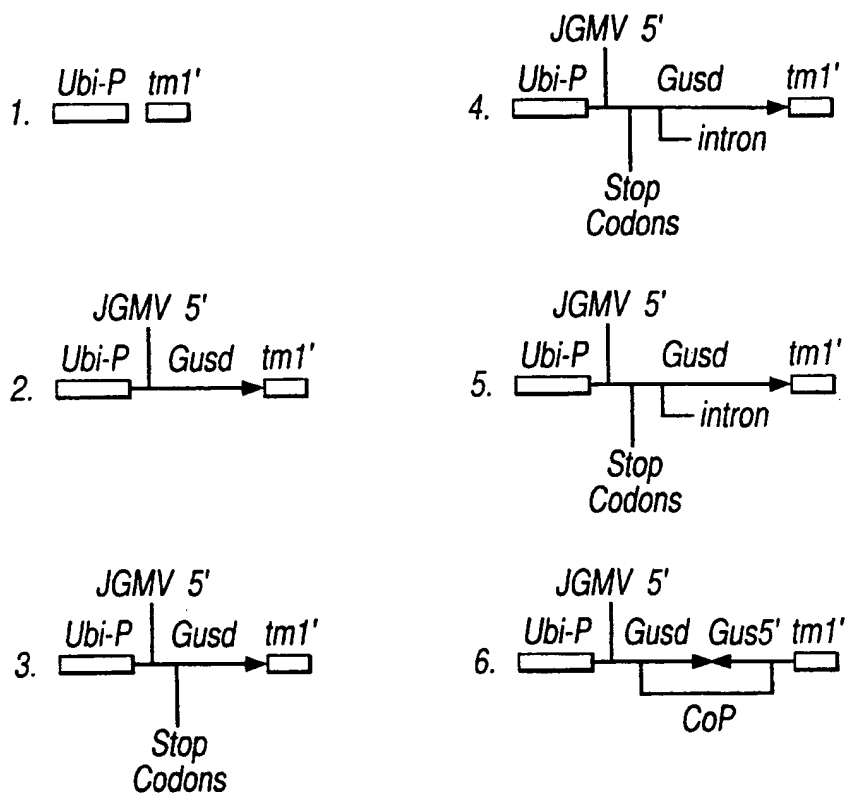 Ubi-P tm1'
1.
JGMV 5'
Ubi-P Gusd tm1'
2.
JGMV 5'
Ubi-P Gusd tm1'
3.
Stop
Codons
JGMV 5'
Ubi-P Gusd tm1'
4.
intron
Stop
Codons
JGMV 5'
Ubi-P Gusd tm1'
5.
intron
Stop
Codons
JGMV 5'
Ubi-P Gusd Gus5' tm1'
6.
CoP